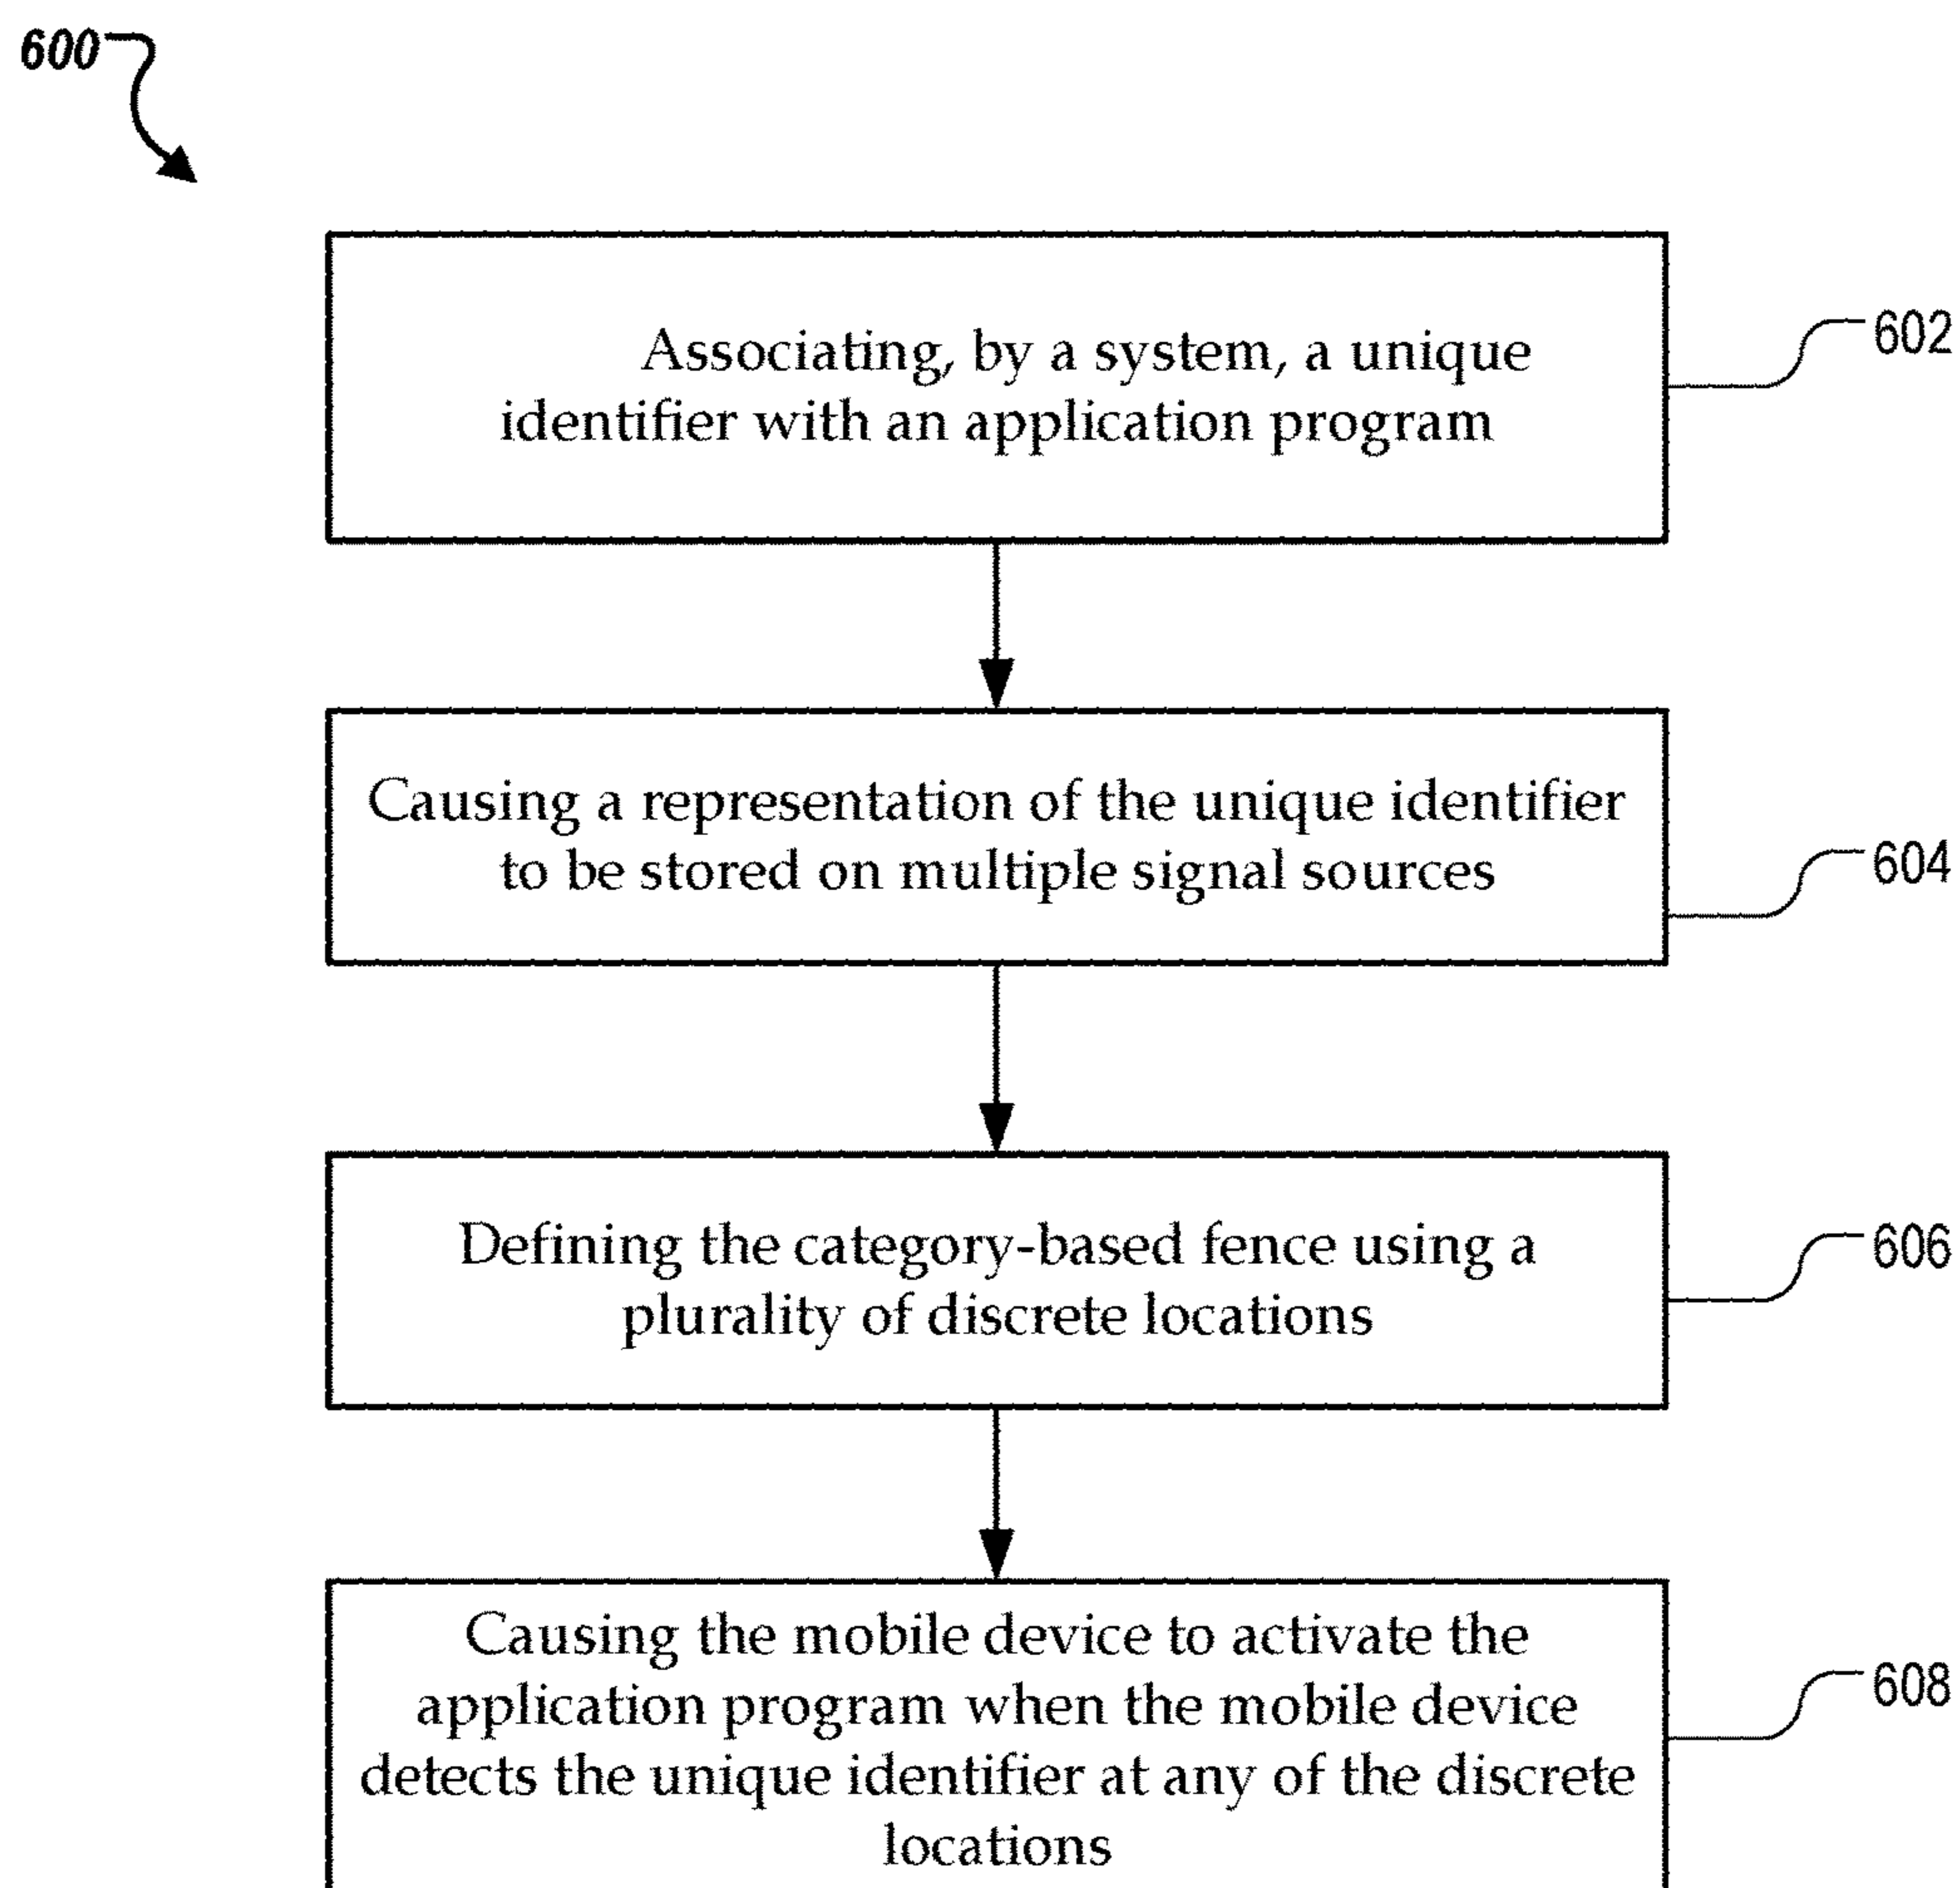 600
Associating, by a system, a unique
identifier with an application program
602
Causing a representation of the unique identifier
to be stored on multiple signal sources
604
Defining the category-based fence using a
plurality of discrete locations
606
Causing the mobile device to activate the
application program when the mobile device
detects the unique identifier at any of the discrete
locations
608